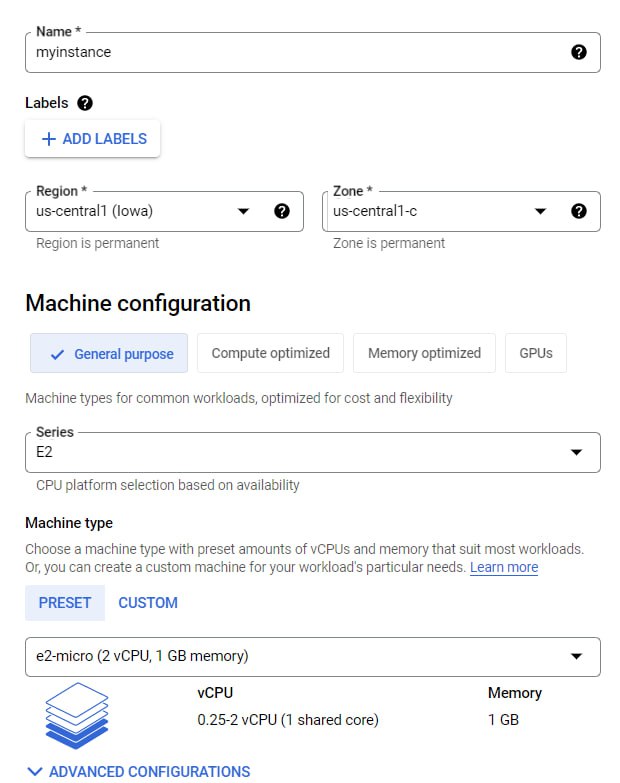 Name *
myinstance
Labels
ADD LABELS
Region *
us-central1 (Iowa)
Region is permanent
Zone *
us-central1-c
Zone is permanent
Machine configuration
General purpose
Compute optimized
Memory optimized
GPUs
Machine types for common workloads, optimized for cost and flexibility
Series
E2
CPU platform selection based on availability
Machine type
Choose a machine type with preset amounts of vCPUs and memory that suit most workloads.
Or, you can create a custom machine for your workload's particular needs. Learn more
PRESET
CUSTOM
e2-micro (2 vCPU, 1 GB memory)
vCPU
0.25-2 vCPU (1 shared core)
Memory
1 GB
ADVANCED CONFIGURATIONS